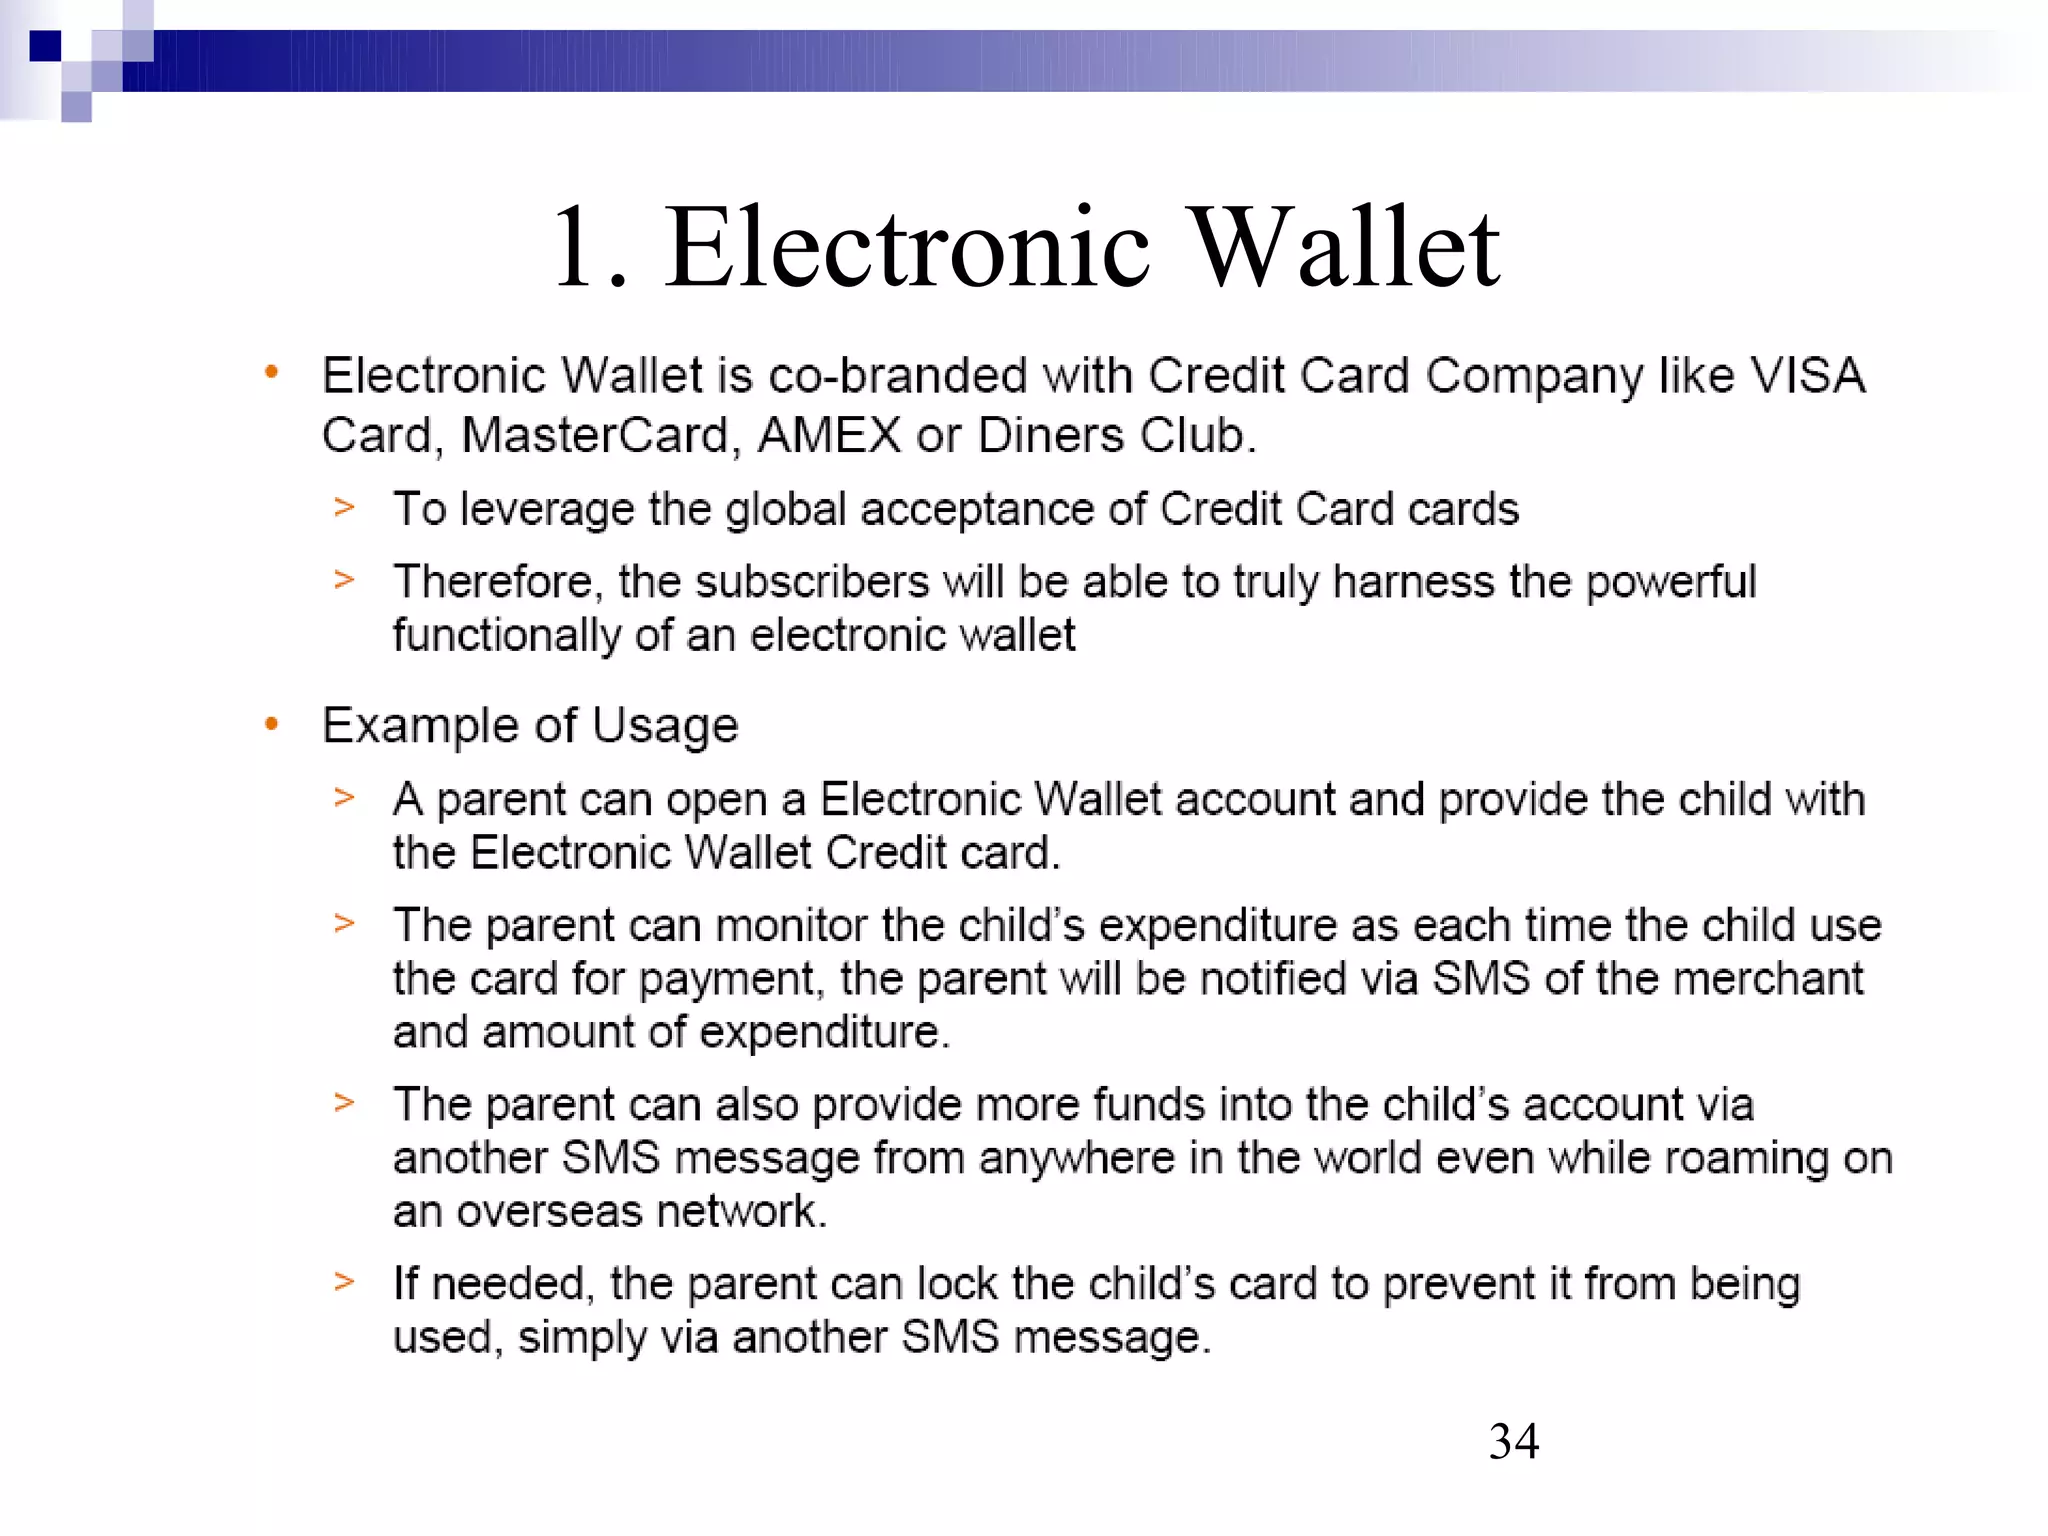 1. Electronic Wallet
• Electronic Wallet is co-branded with Credit Card Company like VISA
Card, MasterCard, AMEX or Diners Club.
> To leverage the global acceptance of Credit Card cards
> Therefore, the subscribers will be able to truly harness the powerful
functionally of an electronic wallet
• Example of Usage
> A parent can open a Electronic Wallet account and provide the child with
the Electronic Wallet Credit card.
> The parent can monitor the child's expenditure as each time the child use
the card for payment, the parent will be notified via SMS of the merchant
and amount of expenditure.
> The parent can also provide more funds into the child's account via
another SMS message from anywhere in the world even while roaming on
an overseas network.
> If needed, the parent can lock the child's card to prevent it from being
used, simply via another SMS message.
34